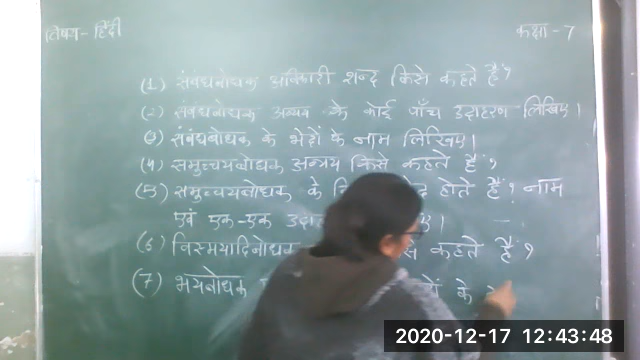 विषय - हिंदी
कक्षा - 7
(1) संबंधबोधक अविकारी शब्द किसे कहते हैं?
(2) संबंधबोधक अव्यय के कोई पाँच उदाहरण लिखिए।
(3) संबंधबोधक के भेदों के नाम लिखिए।
(4) समुच्चयबोधक अव्यय किसे कहते हैं?
(5) समुच्चयबोधक के होते हैं? नाम
एवं एक-एक
(6) विस्मयादिबोधक कहते हैं?
(7) भयबोधक के
2020-12-17 12:43:48